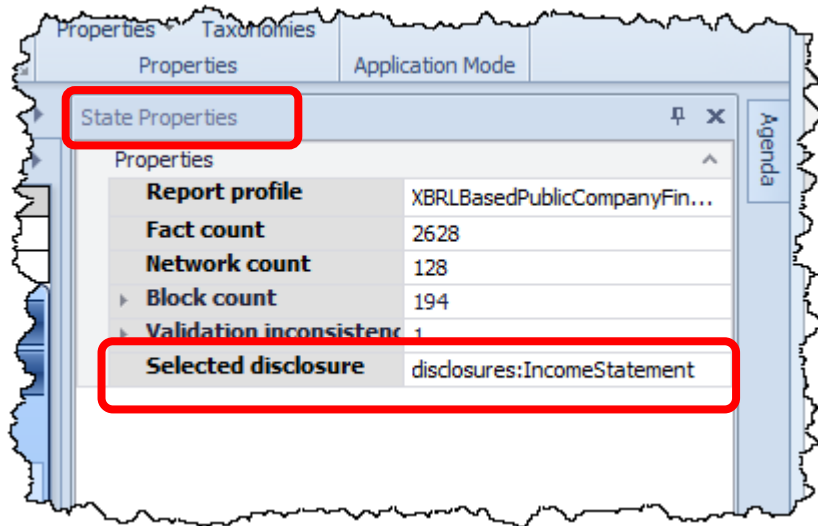 Properties Taxonomies
Properties Application Mode
State Properties
Agenda
Properties
Report profile XBRLBasedPublicCompanyFin...
Fact count 2628
Network count 128
Block count 194
Validation inconsistenc 1
Selected disclosure disclosures:IncomeStatement